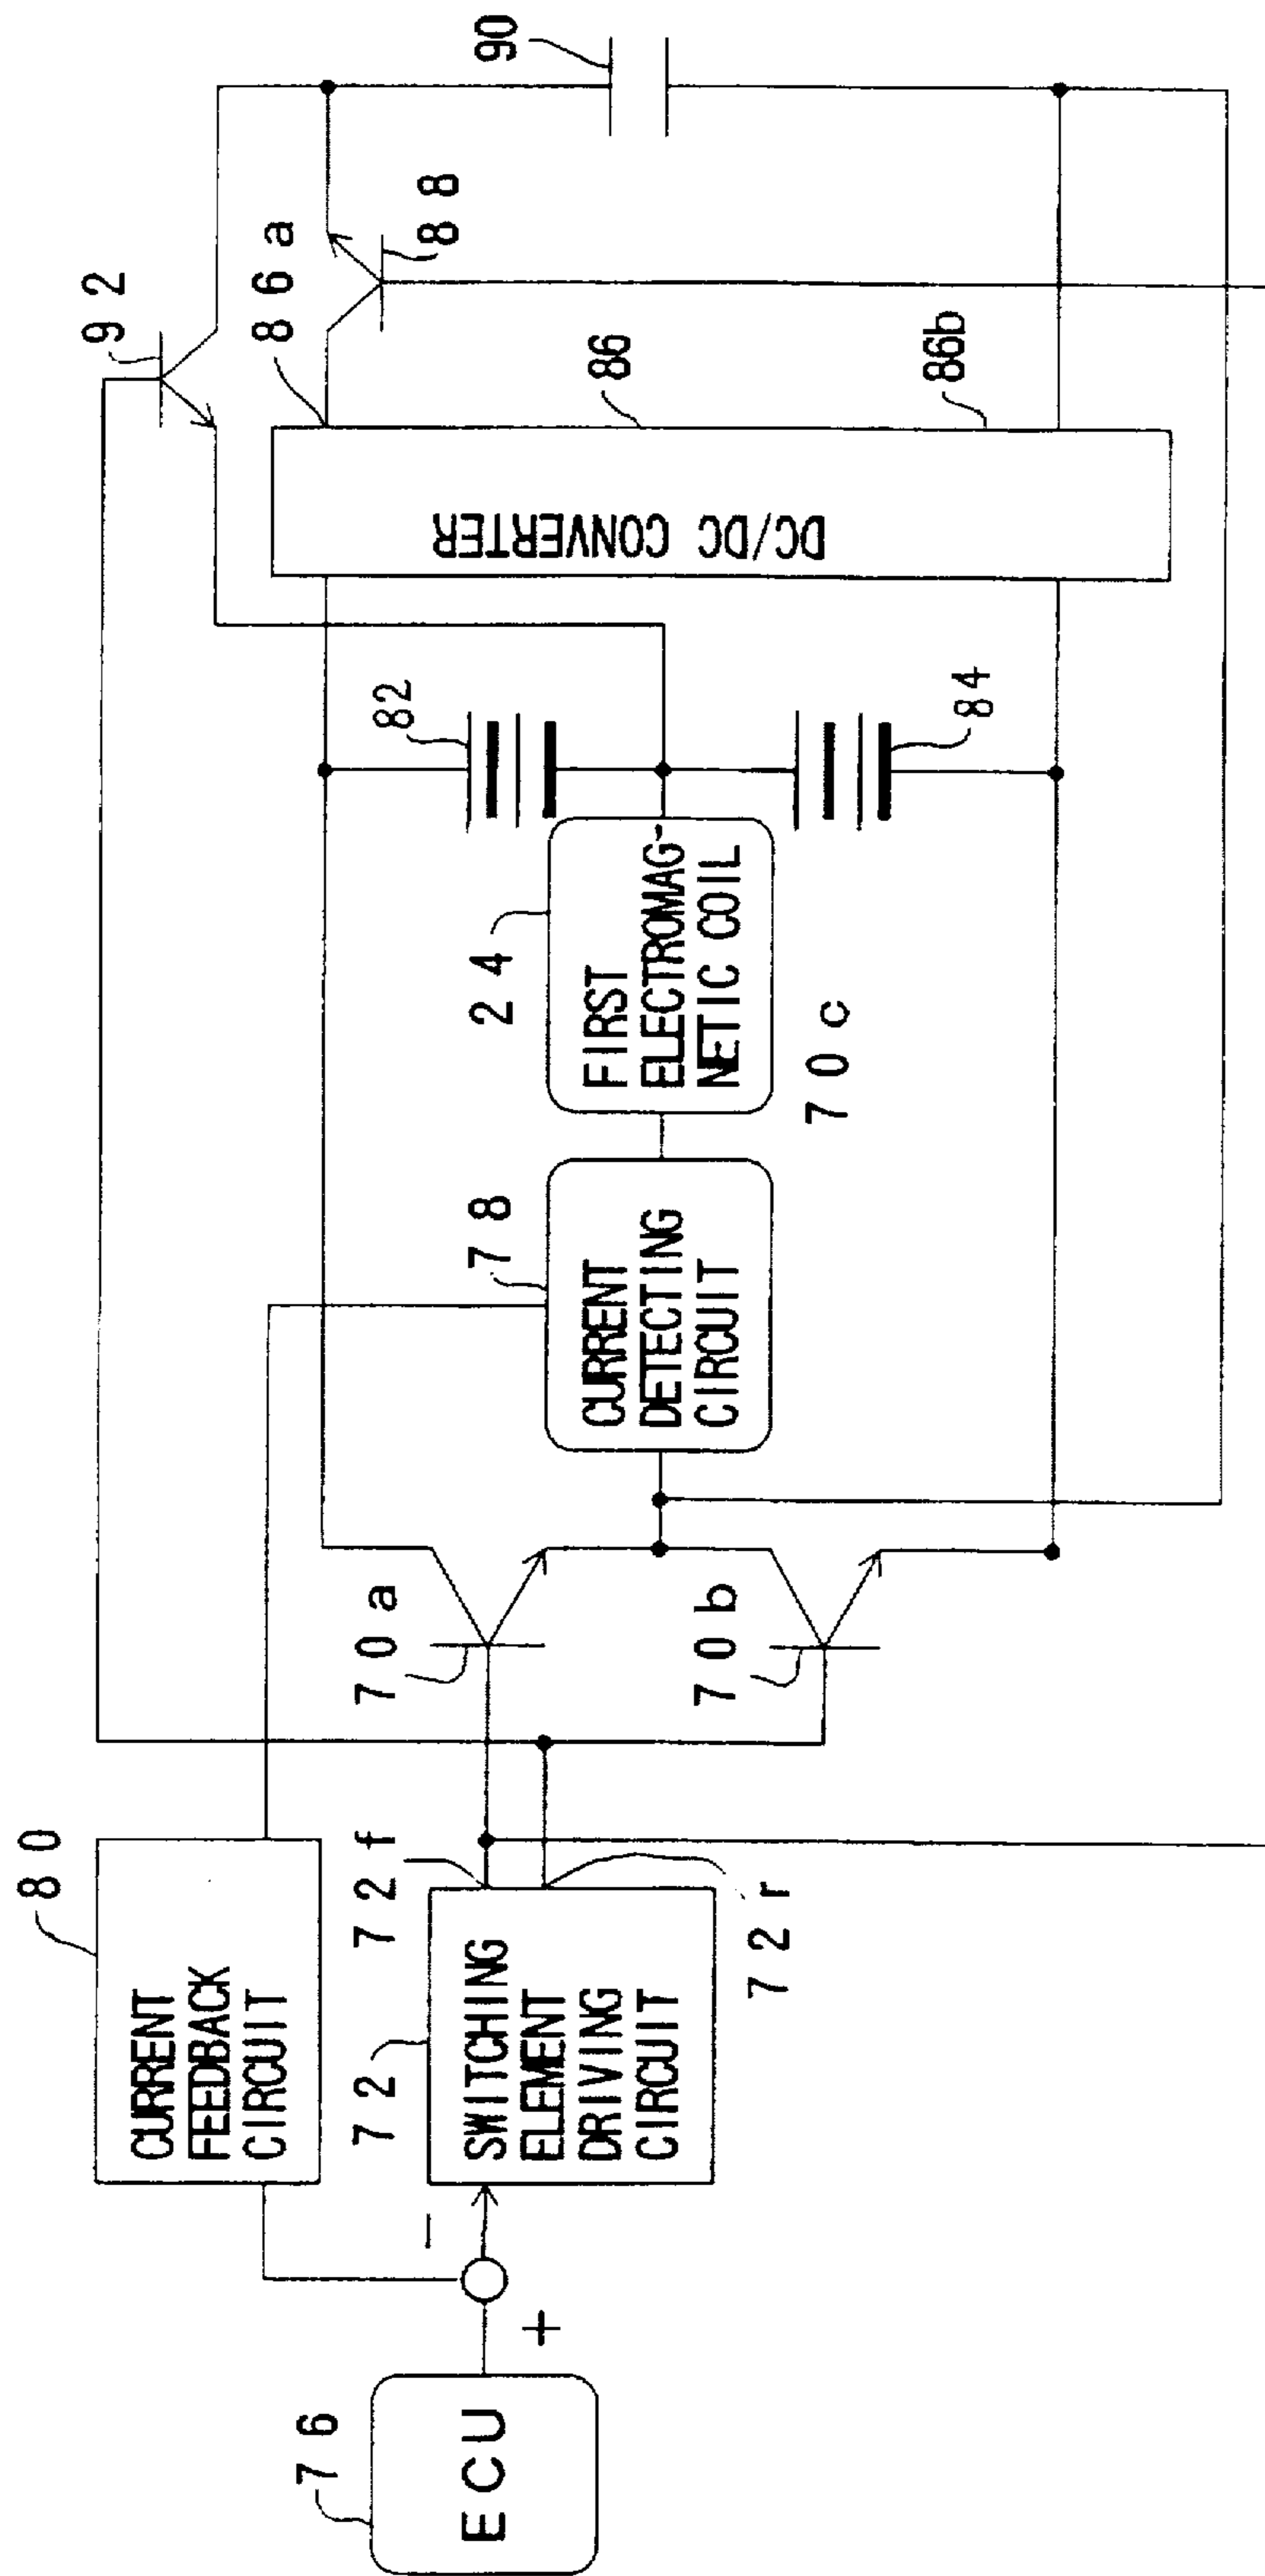 80
CURRENT
FEEDBACK
CIRCUIT
92
90
86a
88
82
76
ECU
+
-
72
72f
SWITCHING
ELEMENT
DRIVING
CIRCUIT
72r
70a
78
CURRENT
DETECTING
CIRCUIT
24
FIRST
ELECTROMAG-
NETIC COIL
86
DC/DC CONVERTER
70b
70c
84
86b